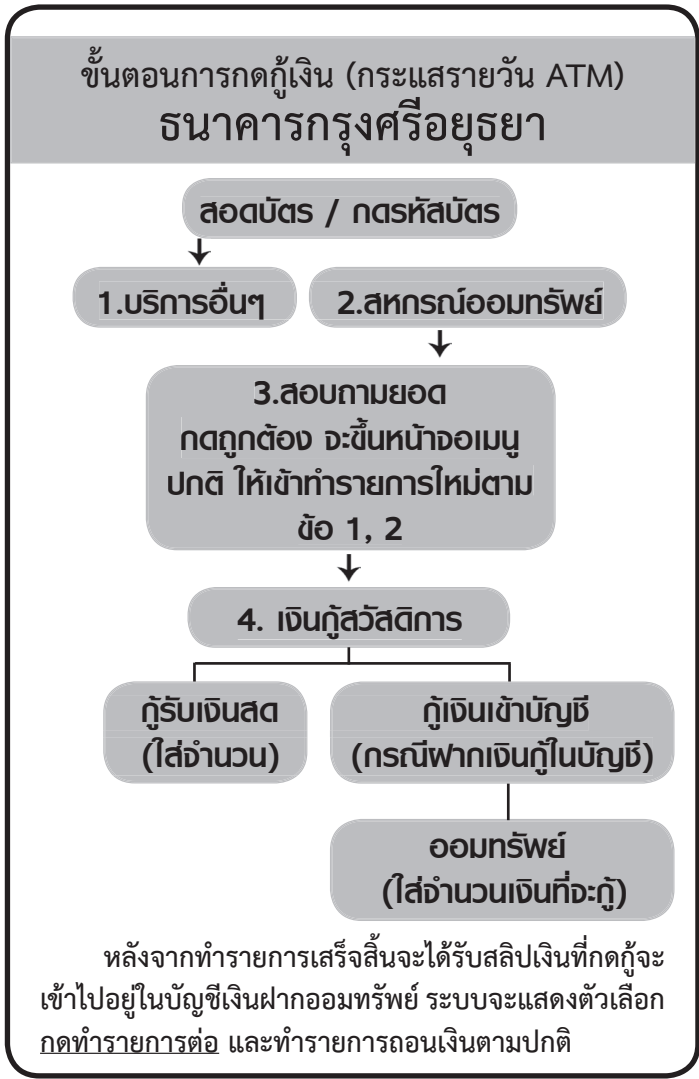 ขั้นตอนการกดกู้เงิน (กระแสรายวัน ATM)
ธนาคารกรุงศรีอยุธยา
สอดบัตร / กดรหัสบัตร
1.บริการอื่นๆ
2.สหกรณ์ออมทรัพย์
3.สอบถามยอด
กดถูกต้อง จะขึ้นหน้าจอเมนู
ปกติ ให้เข้าทำรายการใหม่ตาม
ข้อ 1, 2
4. เงินกู้สวัสดิการ
กู้รับเงินสด
(ใส่จำนวน)
กู้เงินเข้าบัญชี
(กรณีฝากเงินกู้ในบัญชี)
ออมทรัพย์
(ใส่จำนวนเงินที่จะกู้)
หลังจากทำรายการเสร็จสิ้นจะได้รับสลิปเงินที่กดกู้จะ
เข้าไปอยู่ในบัญชีเงินฝากออมทรัพย์ ระบบจะแสดงตัวเลือก
กดทำรายการต่อ และทำรายการถอนเงินตามปกติ